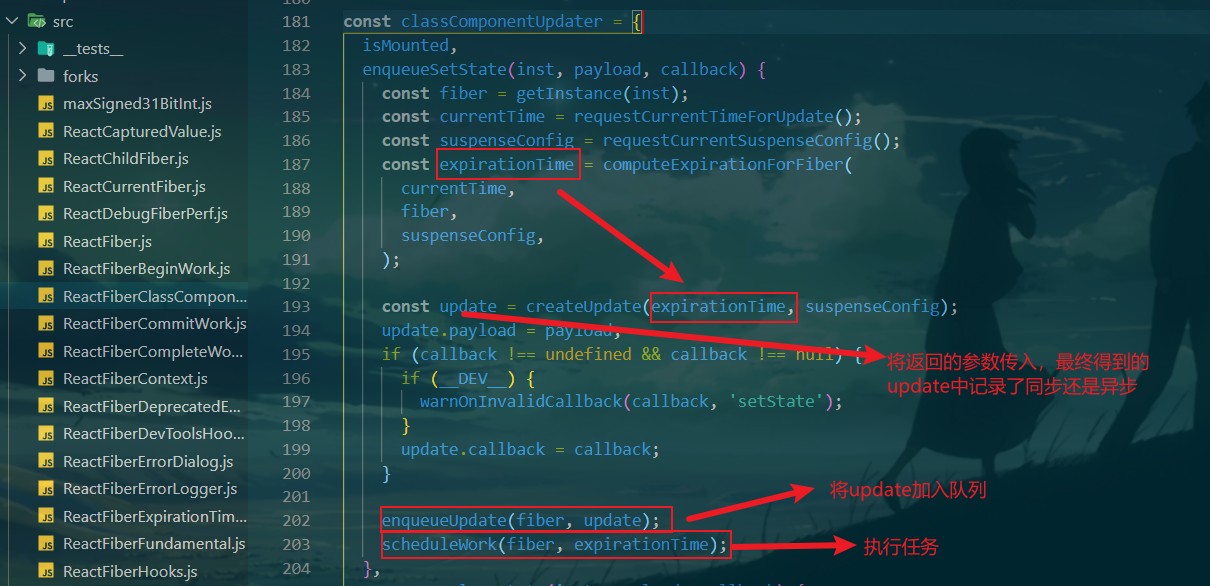 src
__tests__
forks
maxSigned31BitInt.js
ReactCapturedValue.js
ReactChildFiber.js
ReactCurrentFiber.js
ReactDebugFiberPerf.js
ReactFiber.js
ReactFiberBeginWork.js
ReactFiberClassCompon...
ReactFiberCommitWork.js
ReactFiberCompleteWo...
ReactFiberContext.js
ReactFiberDeprecatedE...
ReactFiberDevToolsHoo...
ReactFiberErrorDialog.js
ReactFiberErrorLogger.js
ReactFiberExpirationTim...
ReactFiberFundamental.js
ReactFiberHooks.js
181 const classComponentUpdater = {
182 isMounted,
183 enqueueSetState(inst, payload, callback) {
184 const fiber = getInstance(inst);
185 const currentTime = requestCurrentTimeForUpdate();
186 const suspenseConfig = requestCurrentSuspenseConfig();
187 const expirationTime = computeExpirationForFiber(
188 currentTime,
189 fiber,
190 suspenseConfig,
191 );
192
193 const update = createUpdate(expirationTime, suspenseConfig);
194 update.payload = payload;
195 if (callback !== undefined && callback !== null) {
196 if (__DEV__) {
197 warnOnInvalidCallback(callback, 'setState');
198 }
199 update.callback = callback;
200 }
201
202 enqueueUpdate(fiber, update);
203 scheduleWork(fiber, expirationTime);
204 },
将返回的参数传入，最终得到的
update中记录了同步还是异步
将update加入队列
执行任务